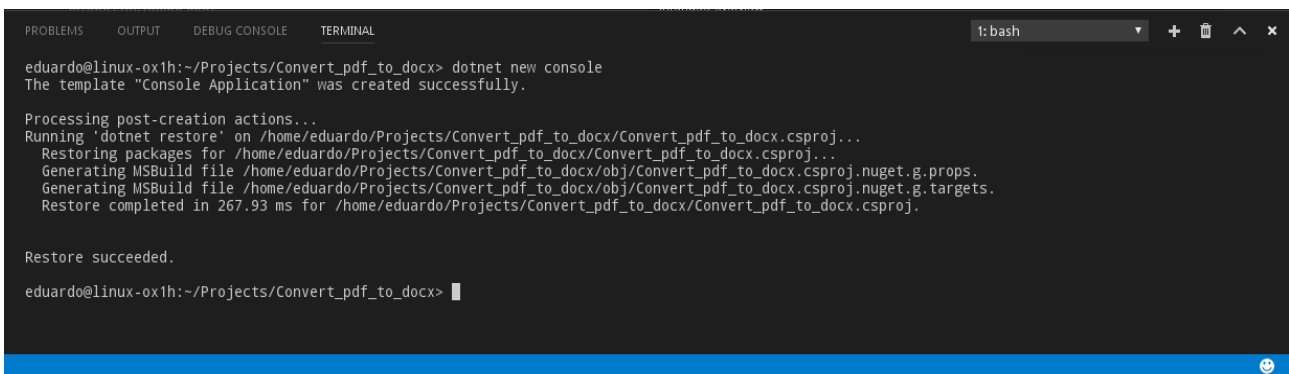 PROBLEMS OUTPUT DEBUG CONSOLE TERMINAL 1: bash
eduardo@linux-ox1h:~/Projects/Convert_pdf_to_docx> dotnet new console
The template "Console Application" was created successfully.
Processing post-creation actions...
Running 'dotnet restore' on /home/eduardo/Projects/Convert_pdf_to_docx/Convert_pdf_to_docx.csproj...
Restoring packages for /home/eduardo/Projects/Convert_pdf_to_docx/Convert_pdf_to_docx.csproj...
Generating MSBuild file /home/eduardo/Projects/Convert_pdf_to_docx/obj/Convert_pdf_to_docx.csproj.nuget.g.props.
Generating MSBuild file /home/eduardo/Projects/Convert_pdf_to_docx/obj/Convert_pdf_to_docx.csproj.nuget.g.targets.
Restore completed in 267.93 ms for /home/eduardo/Projects/Convert_pdf_to_docx/Convert_pdf_to_docx.csproj.
Restore succeeded.
eduardo@linux-ox1h:~/Projects/Convert_pdf_to_docx>